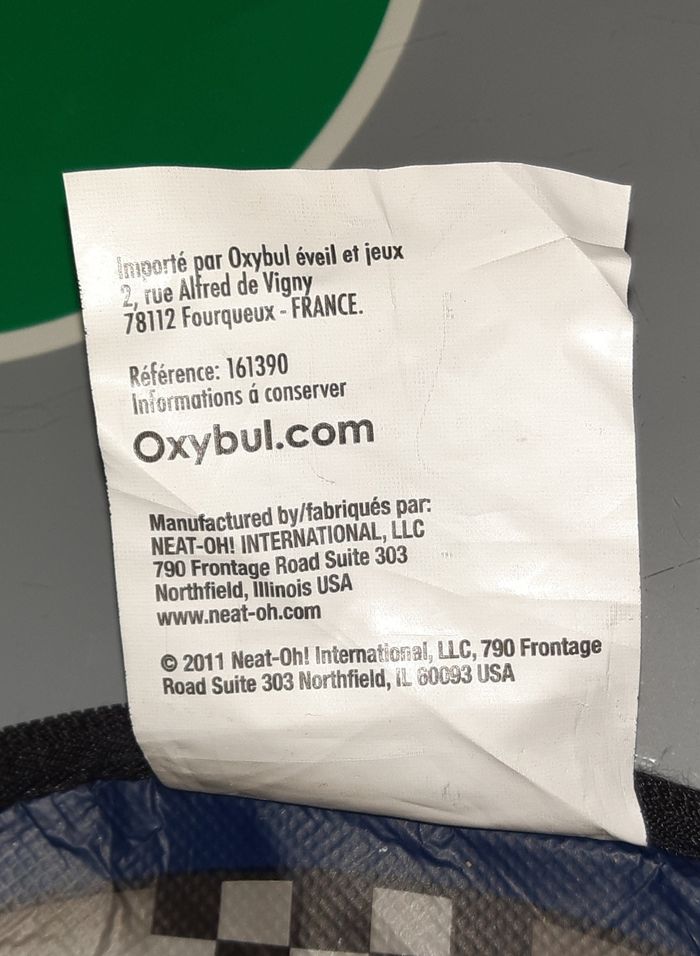 Importé par Oxybul éveil et jeux
2, rue Alfred de Vigny
78112 Fourqueux - FRANCE.
Référence: 161390
Informations á conserver
Oxybul.com
Manufactured by/fabriqués par:
NEAT-OH! INTERNATIONAL, LLC
790 Frontage Road Suite 303
Northfield, Illinois USA
www.neat-oh.com
© 2011 Neat-Oh! International, LLC, 790 Frontage
Road Suite 303 Northfield, IL 60093 USA